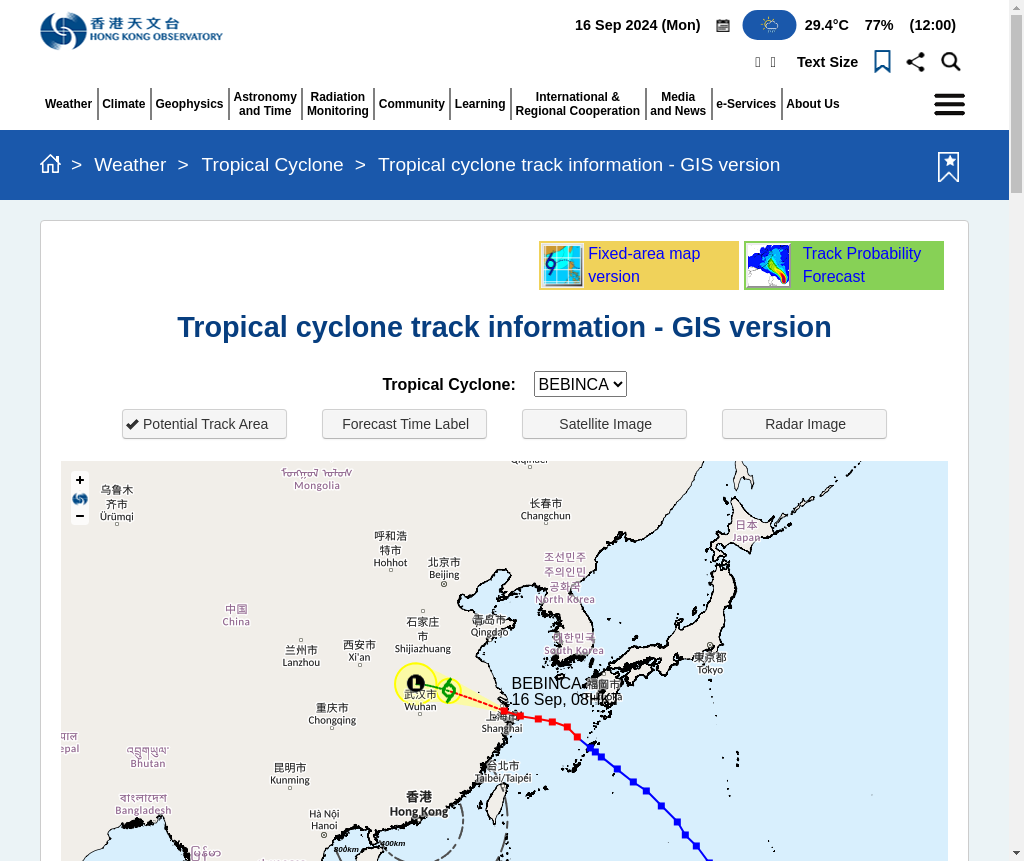 香港天文台
HONG KONG OBSERVATORY
16 Sep 2024 (Mon)
29.4°C
77%
(12:00)
Text Size
Weather
Climate
Geophysics
Astronomy
and Time
Radiation
Monitoring
Community
Learning
International &
Regional Cooperation
Media
and News
e-Services
About Us
> Weather > Tropical Cyclone > Tropical cyclone track information - GIS version
Fixed-area map
version
Track Probability
Forecast
Tropical cyclone track information - GIS version
Tropical Cyclone: BEBINCA
Potential Track Area
Forecast Time Label
Satellite Image
Radar Image
+
−
乌鲁木
齐市
Ürümqi
Mongolia
长春市
Changchun
日本
Japan
呼和浩
特市
Hohhot
北京市
Beijing
조선민주
주의인민
공화국
North Korea
中国
China
石家庄
市
Shijiazhuang
青岛市
Qingdao
대한민국
South Korea
兰州市
Lanzhou
西安市
Xi'an
東京都
Tokyo
BEBINCA
16 Sep, 08HKT
福岡市
L
武汉市
Wuhan
重庆市
Chongqing
上海市
Shanghai
འབྲུག་ཡུལ་
Bhutan
昆明市
Kunming
台北市
Taibei/Taipei
বাংলাদেশ
Bangladesh
香港
Hong Kong
Hà Nội
Hanoi
800km
400km
မြန်မာ